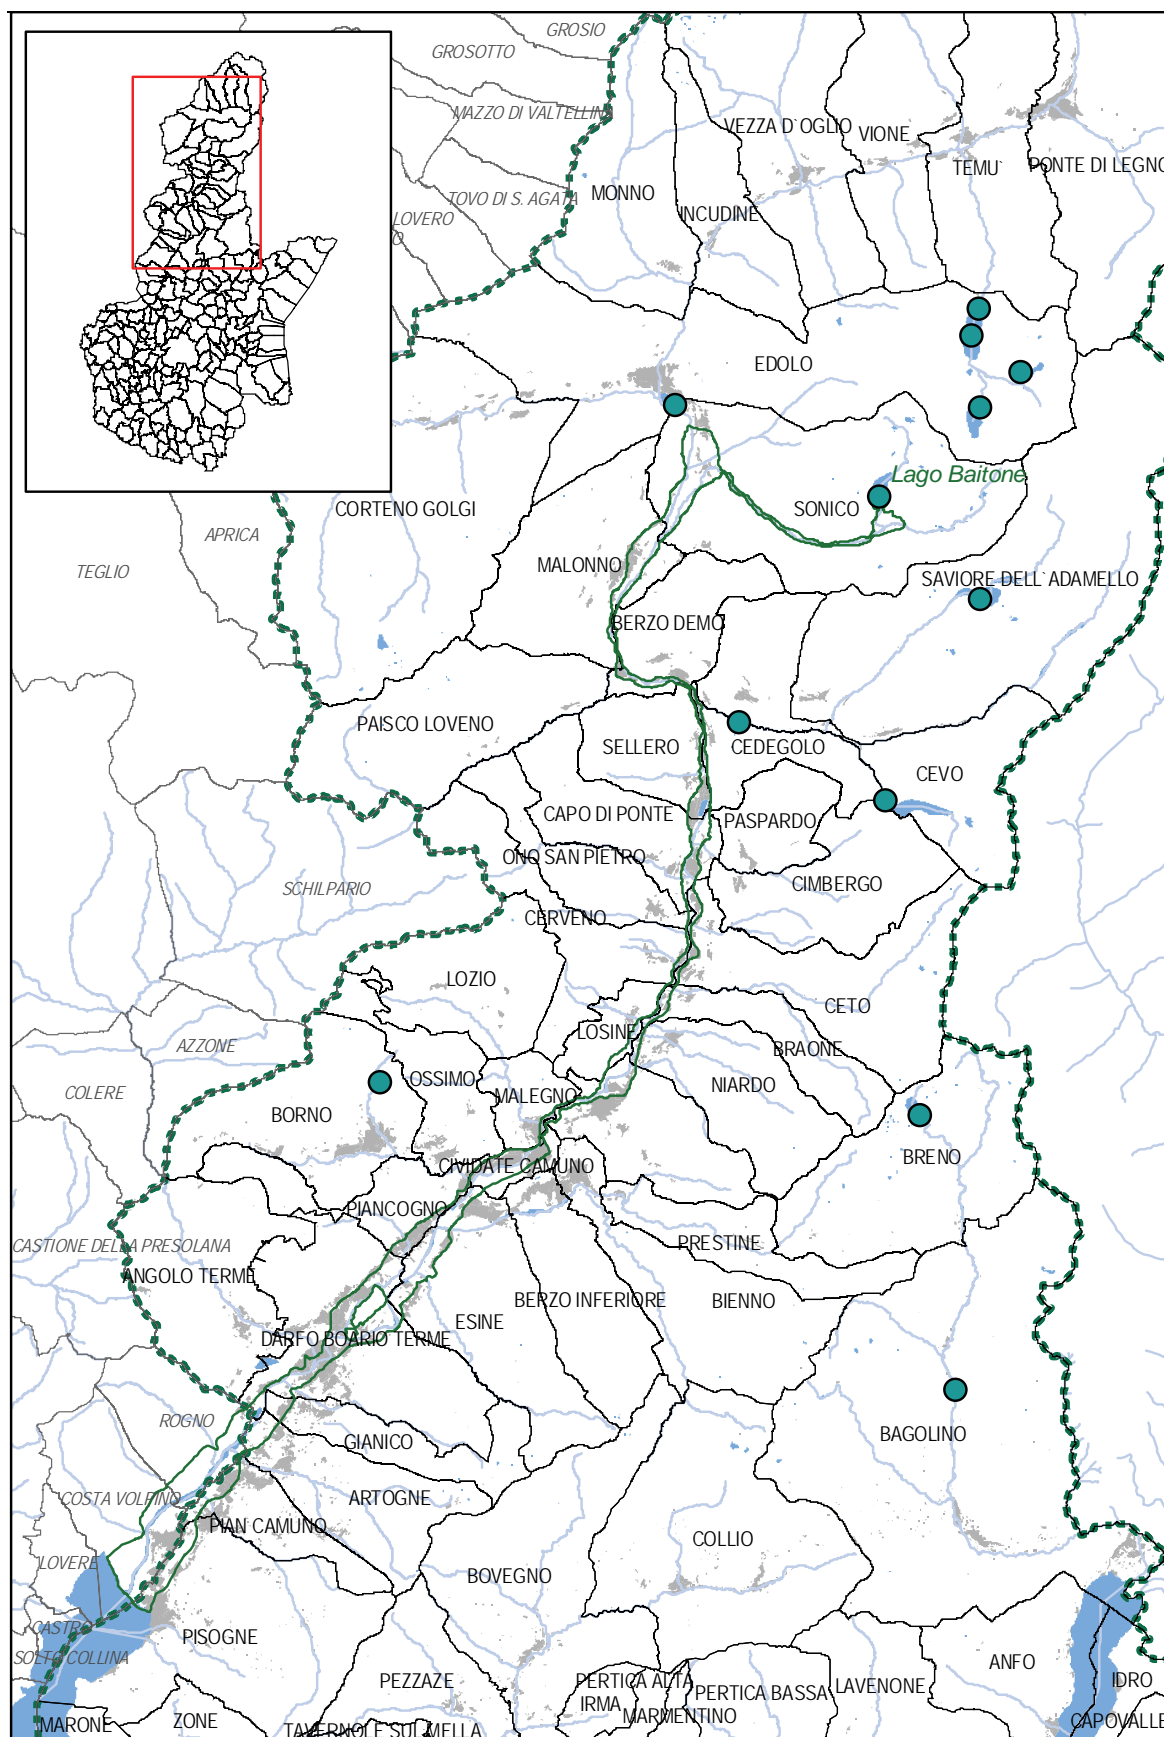 GROSIO
GROSOTTO
MAZZO DI VALTELLINA
VEZZA D`OGLIO
VIONE
TEMU`
PONTE DI LEGNO
TOVO DI S. AGATA
MONNO
LOVERO
INCUDINE
O
EDOLO
Lago Baitone
CORTENO GOLGI
SONICO
APRICA
TEGLIO
MALONNO
SAVIORE DELL`ADAMELLO
BERZO DEMO
PAISCO LOVENO
SELLERO
CEDEGOLO
CEVO
CAPO DI PONTE
PASPARDO
ONO SAN PIETRO
CIMBERGO
SCHILPARIO
CERVENO
LOZIO
CETO
LOSINE
AZZONE
BRAONE
OSSIMO
NIARDO
COLERE
MALEGNO
BORNO
BRENO
CIVIDATE CAMUNO
PIANCOGNO
CASTIONE DELLA PRESOLANA
PRESTINE
ANGOLO TERME
BERZO INFERIORE
BIENNO
ESINE
DARFO BOARIO TERME
ROGNO
GIANICO
BAGOLINO
COSTA VOLPINO
ARTOGNE
PIAN CAMUNO
COLLIO
LOVERE
BOVEGNO
CASTRO
PISOGNE
SOLTO COLLINA
ANFO
PEZZAZE
PERTICA ALTA
IDRO
LAVENONE
PERTICA BASSA
IRMA
MARMENTINO
MARONE
ZONE
CAPOVALLE
TAVERNOLE SUL MELLA